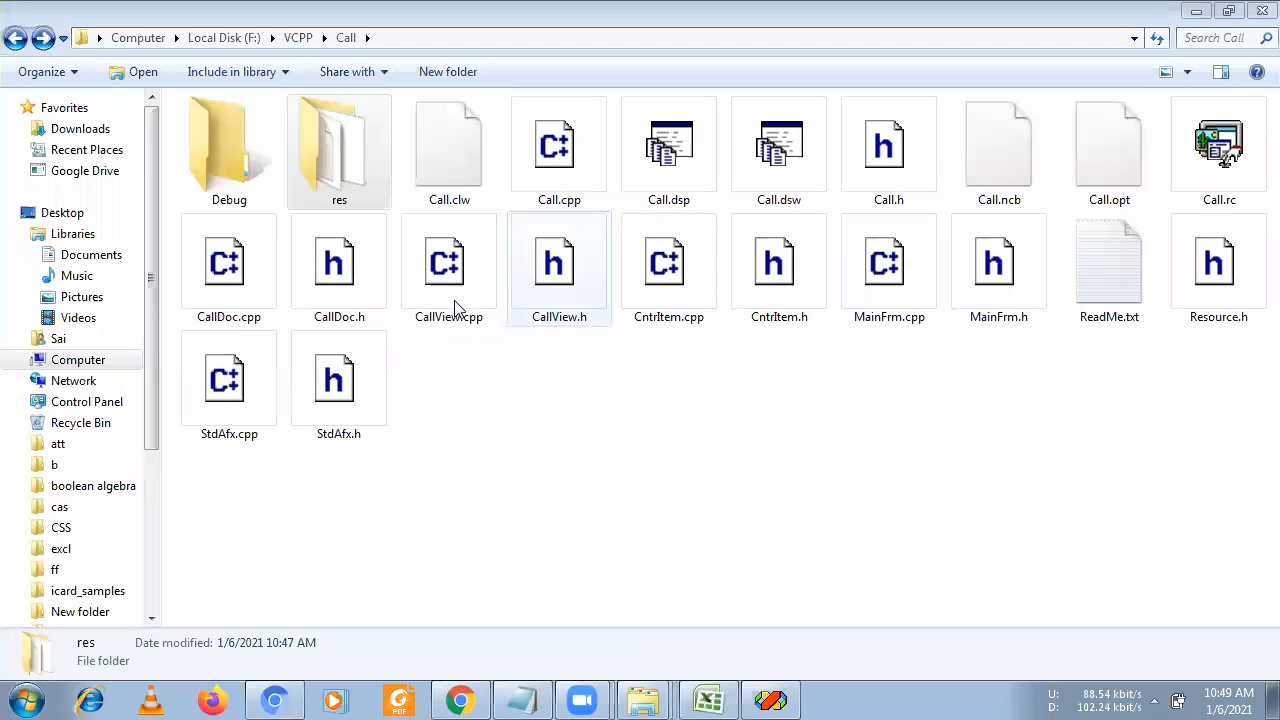 Computer Local Disk (F:) VCPP Call
Search Call
Organize Open Include in library Share with New folder
Favorites
Downloads
Recent Places
Google Drive
Desktop
Libraries
Documents
Music
Pictures
Videos
Sai
Computer
Network
Control Panel
Recycle Bin
att
b
boolean algebra
cas
CSS
excl
ff
icard_samples
New folder
Debug res Call.clw Call.cpp Call.dsp Call.dsw Call.h Call.ncb Call.opt Call.rc
CallDoc.cpp CallDoc.h CallView.cpp CallView.h CntrItem.cpp CntrItem.h MainFrm.cpp MainFrm.h ReadMe.txt Resource.h
StdAfx.cpp StdAfx.h
res Date modified: 1/6/2021 10:47 AM
File folder
PDF
U: 88.54 kbit/s
D: 102.24 kbit/s
10:49 AM
1/6/2021